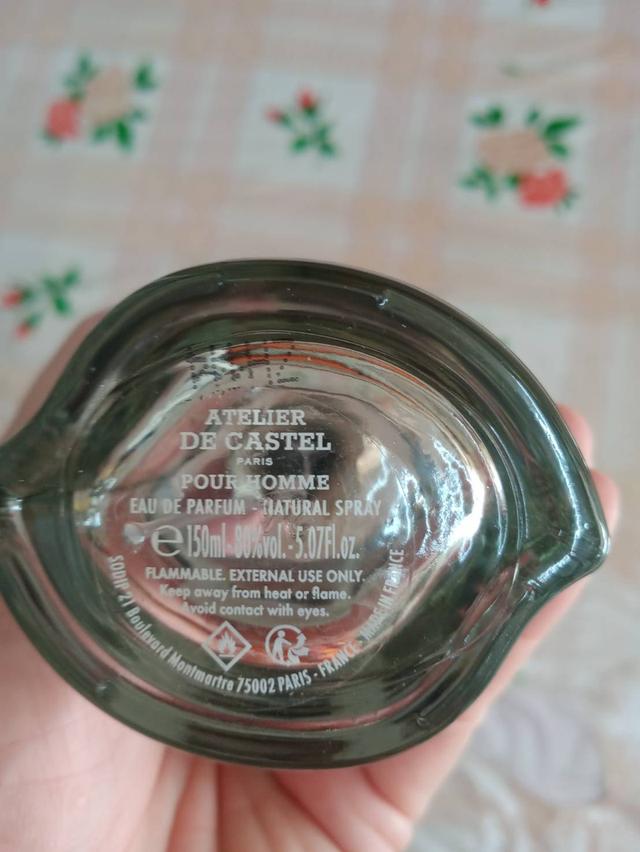 ATELIER
DE CASTEL
PARIS
POUR HOMME
EAU DE PARFUM - NATURAL SPRAY
℮ 150ml - 80%vol. - 5.07Fl.oz.
FLAMMABLE. EXTERNAL USE ONLY.
Keep away from heat or flame.
Avoid contact with eyes.
SODIP 21 Boulevard Montmartre 75002 PARIS - FRANCE - MADE IN FRANCE